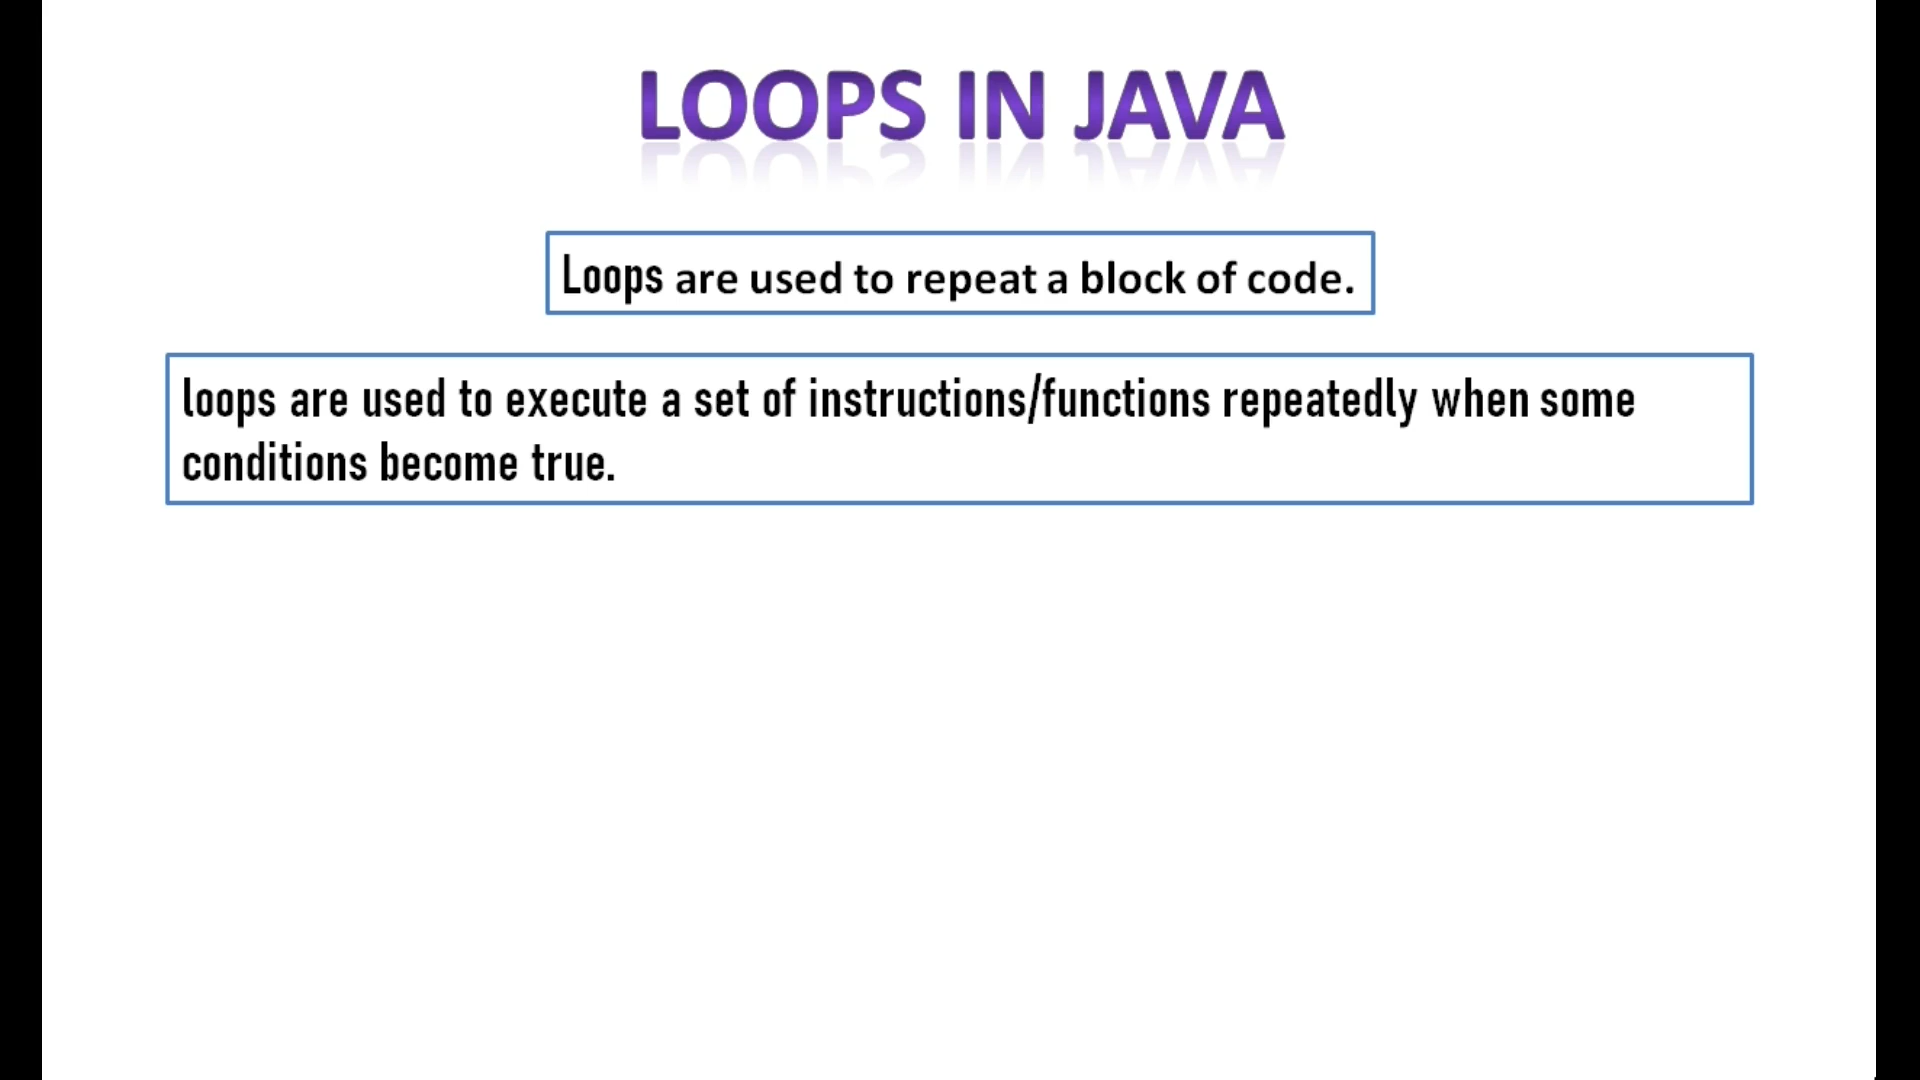 LOOPS IN JAVA
Loops are used to repeat a block of code.
loops are used to execute a set of instructions/functions repeatedly when some
conditions become true.